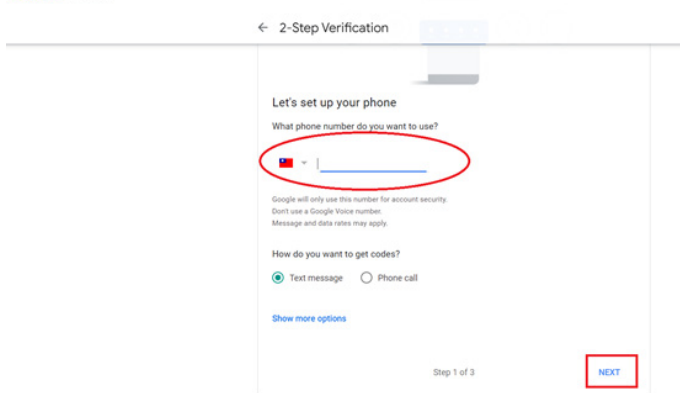 2-Step Verification
Let's set up your phone
What phone number do you want to use?
Google will only use this number for account security.
Don't use a Google Voice number.
Message and data rates may apply.
How do you want to get codes?
Text message Phone call
Show more options
Step 1 of 3 NEXT